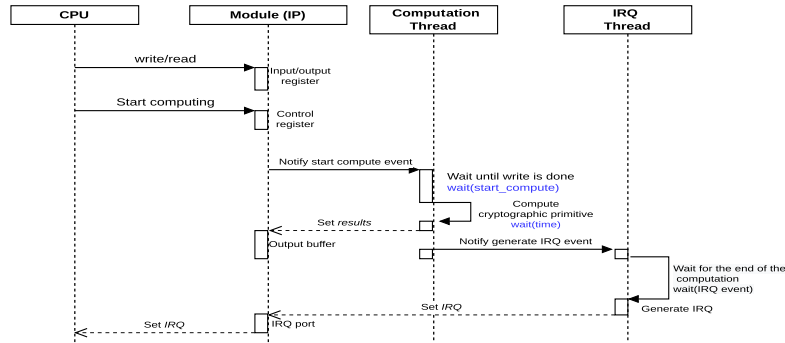 CPU
Module (IP)
Computation
Thread
IRQ
Thread
write/read
Input/output
register
Start computing
Control
register
Notify start compute event
Wait until write is done
wait(start_compute)
Compute
cryptographic primitive
wait(time)
Set results
Output buffer
Notify generate IRQ event
Wait for the end of the
computation
wait(IRQ event)
Set IRQ
Generate IRQ
IRQ port
Set IRQ